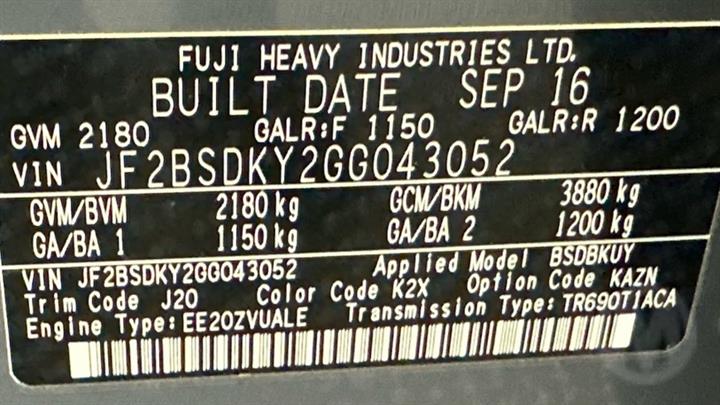 FUJI HEAVY INDUSTRIES LTD.
BUILT DATE SEP 16
GVM 2180 GALR:F 1150 GALR:R 1200
VIN JF2BSDKY2GG043052
GVM/BVM 2180 kg GCM/BKM 3880 kg
GA/BA 1 1150 kg GA/BA 2 1200 kg
VIN JF2BSDKY2GG043052 Applied Model BSDBKUY
Trim Code J20 Color Code K2X Option Code KAZN
Engine Type: EE20ZVUALE Transmission Type: TR690T1ACA